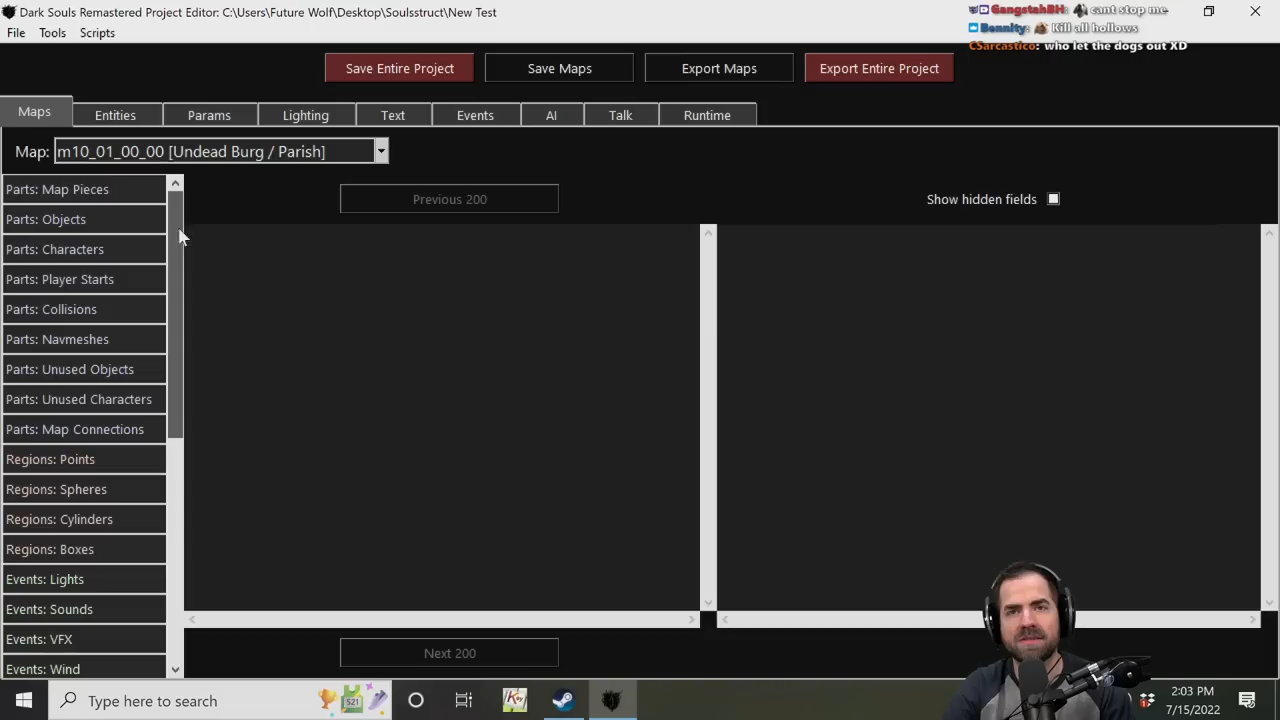 Dark Souls Remastered Project Editor: C:\Users\Future Wolf\Desktop\Soulsstruct\New Test
GangstahBH: cant stop me
Bennity: Kill all hollows
CSarcastico: who let the dogs out XD
File Tools Scripts
Save Entire Project Save Maps Export Maps Export Entire Project
Maps Entities Params Lighting Text Events AI Talk Runtime
Map: m10_01_00_00 [Undead Burg / Parish]
Parts: Map Pieces
Parts: Objects
Parts: Characters
Parts: Player Starts
Parts: Collisions
Parts: Navmeshes
Parts: Unused Objects
Parts: Unused Characters
Parts: Map Connections
Regions: Points
Regions: Spheres
Regions: Cylinders
Regions: Boxes
Events: Lights
Events: Sounds
Events: VFX
Events: Wind
Previous 200
Show hidden fields
Next 200
Type here to search
521
Key
2:03 PM
7/15/2022